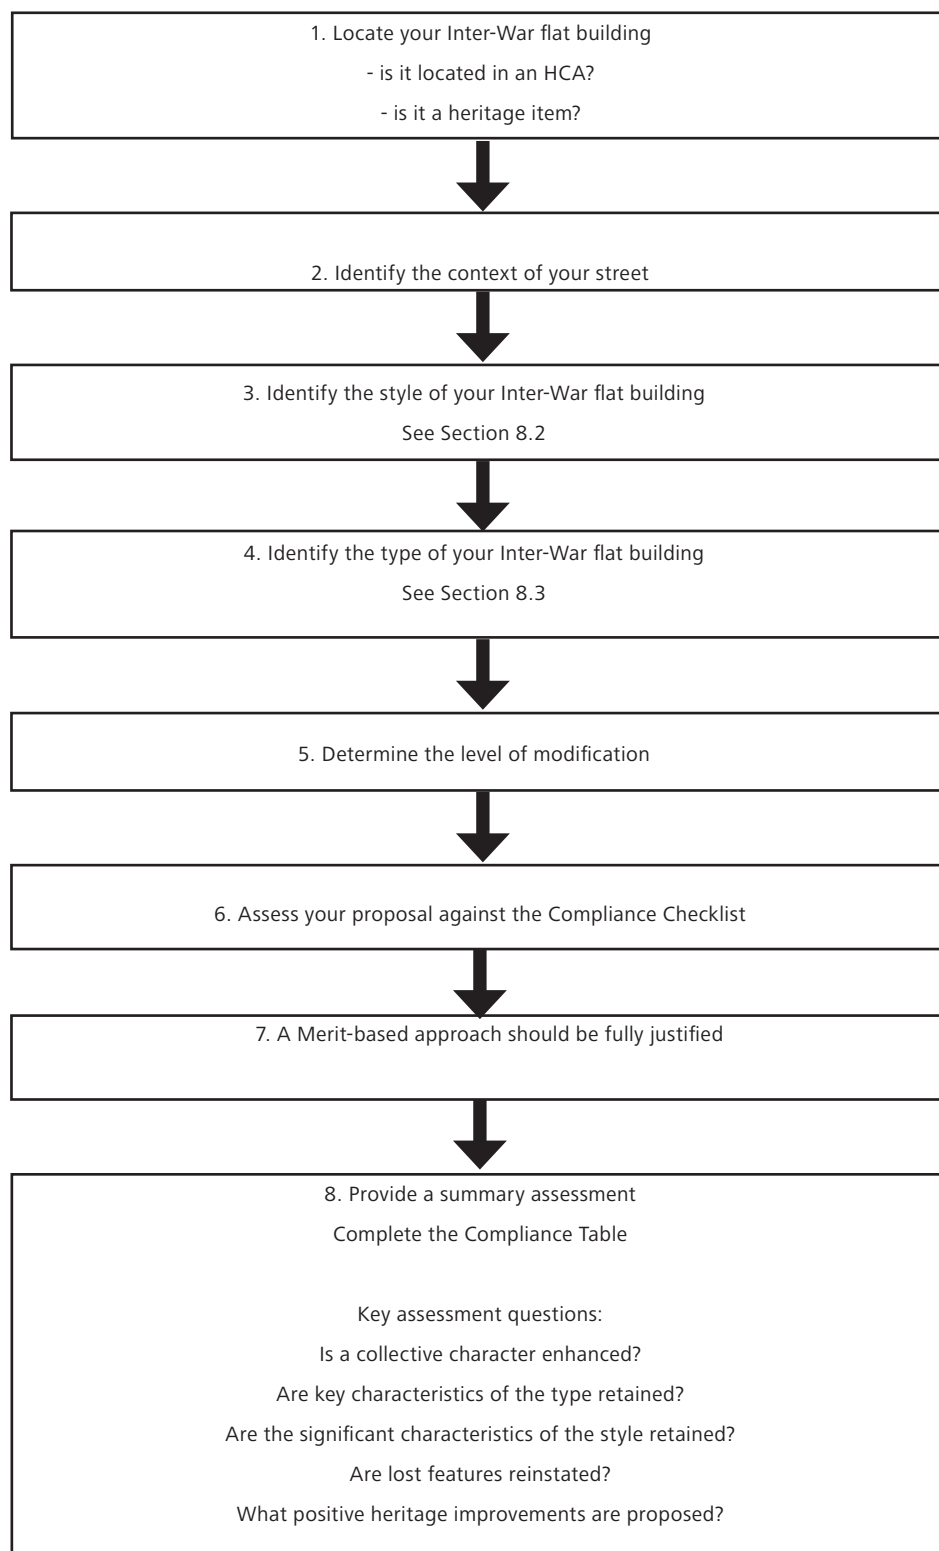 1. Locate your Inter-War flat building
- is it located in an HCA?
- is it a heritage item?
2. Identify the context of your street
3. Identify the style of your Inter-War flat building
See Section 8.2
4. Identify the type of your Inter-War flat building
See Section 8.3
5. Determine the level of modification
6. Assess your proposal against the Compliance Checklist
7. A Merit-based approach should be fully justified
8. Provide a summary assessment
Complete the Compliance Table
Key assessment questions:
Is a collective character enhanced?
Are key characteristics of the type retained?
Are the significant characteristics of the style retained?
Are lost features reinstated?
What positive heritage improvements are proposed?